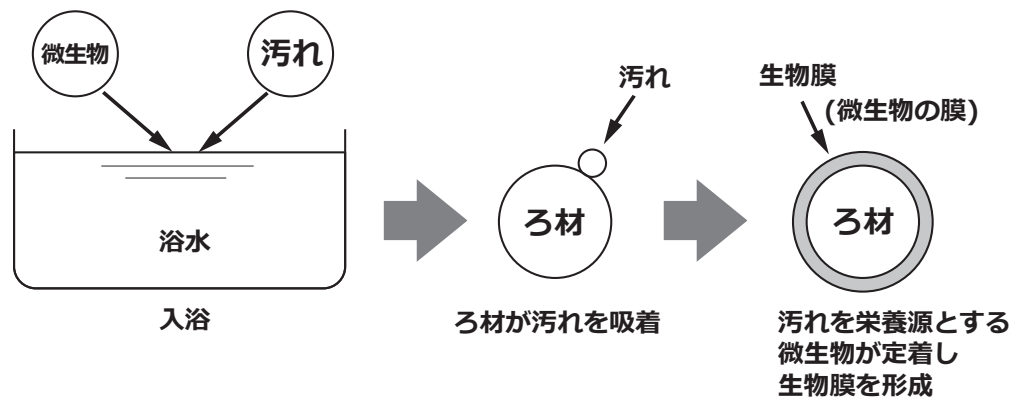 微生物
汚れ
浴水
入浴
汚れ
ろ材
ろ材が汚れを吸着
生物膜
(微生物の膜)
ろ材
汚れを栄養源とする
微生物が定着し
生物膜を形成